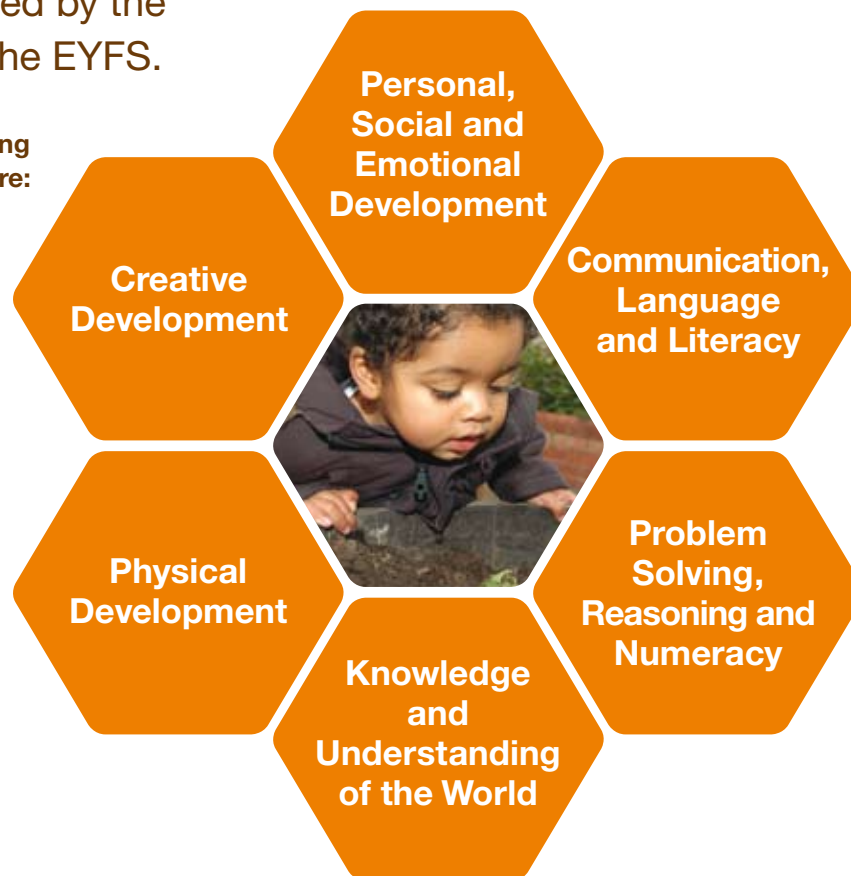 ed by the
he EYFS.
ng
re:
Personal,
Social and
Emotional
Development
Communication,
Language
and Literacy
Problem
Solving,
Reasoning and
Numeracy
Knowledge
and
Understanding
of the World
Physical
Development
Creative
Development